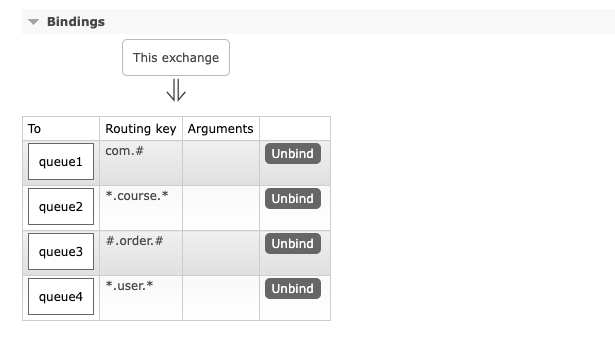 Bindings
This exchange
To Routing key Arguments
queue1 com.# Unbind
queue2 *.course.* Unbind
queue3 #.order.# Unbind
queue4 *.user.* Unbind